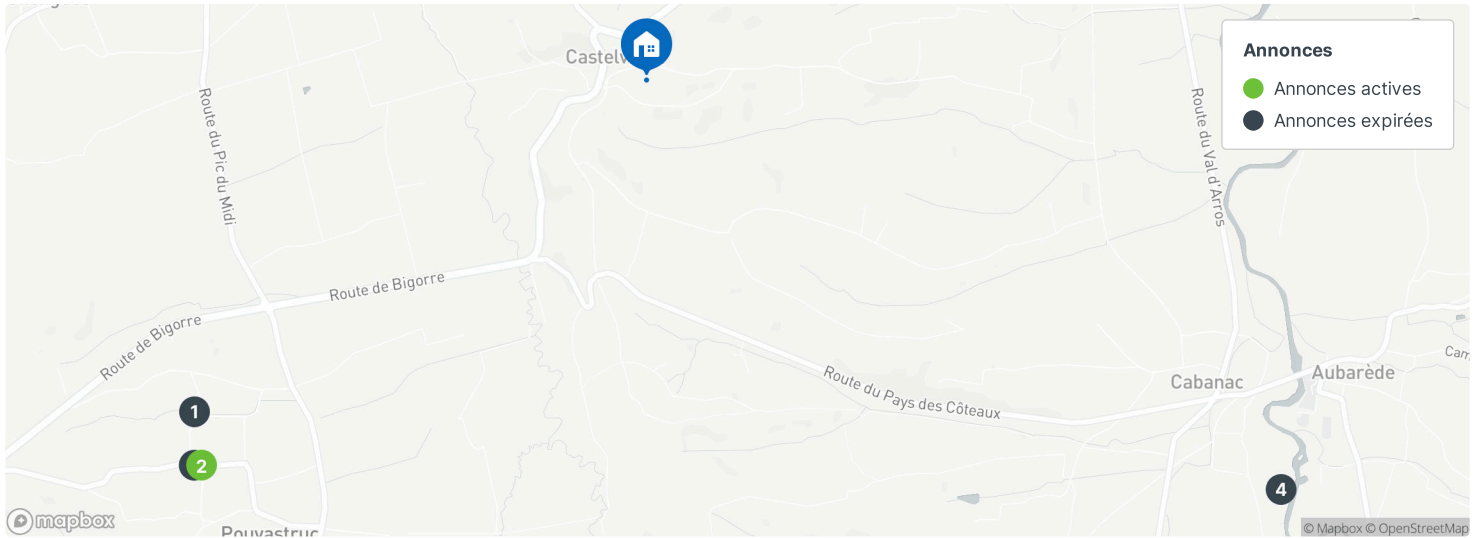 Castelv
Annonces
Annonces actives
Annonces expirées
Route du Pic du Midi
Route du Val d'Arros
Route de Bigorre
Route de Bigorre
Route du Pays des Côteaux
Cam
Aubarède
Cabanac
1
2
4
Pouyastruc
mapbox
© Mapbox © OpenStreetMap